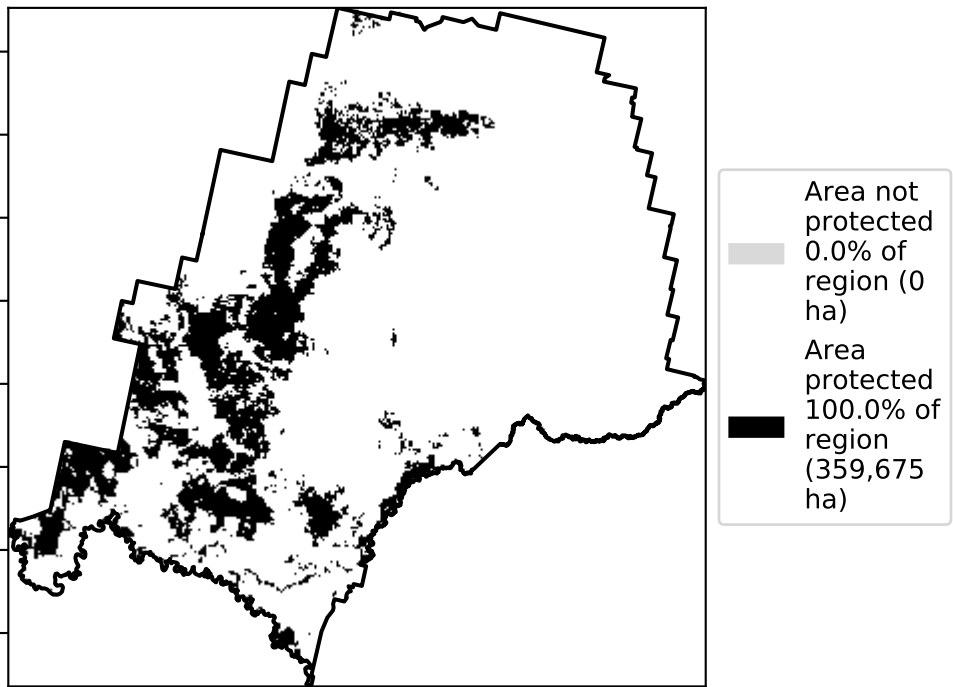 Area not
protected
0.0% of
region (0
ha)
Area
protected
100.0% of
region
(359,675
ha)